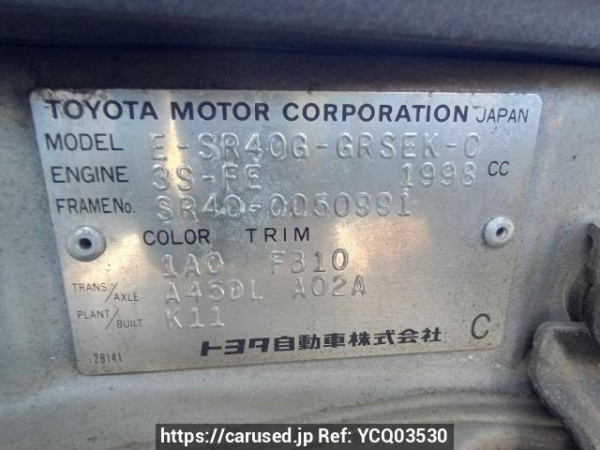 TOYOTA MOTOR CORPORATION JAPAN
MODEL E-SR40G-GRSEK-C
ENGINE 3S-FE 1998 CC
FRAME No. SR40-0050991
COLOR TRIM
1A0 FB10
TRANS./AXLE A45DL A02A
PLANT/BUILT K11
28141
トヨタ自動車株式会社 C
https://carused.jp Ref: YCQ03530